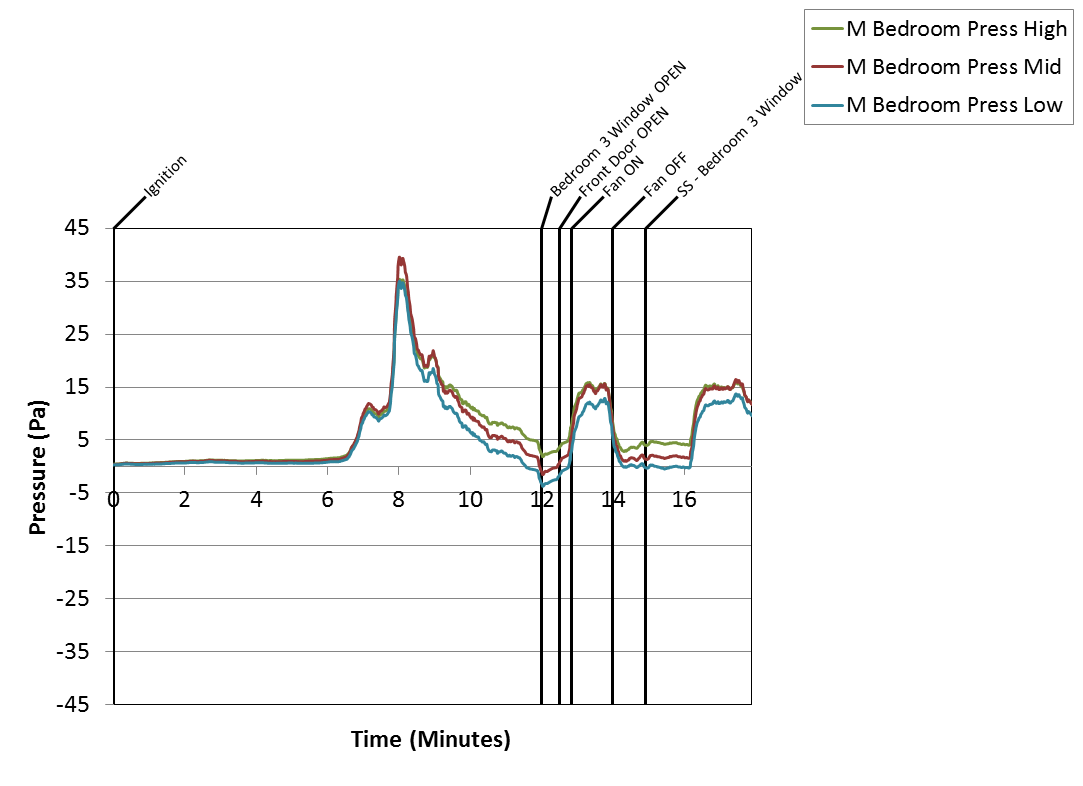 M Bedroom Press High
M Bedroom Press Mid
M Bedroom Press Low
Ignition
Bedroom 3 Window OPEN
Front Door OPEN
Fan ON
Fan OFF
SS - Bedroom 3 Window
45
35
25
15
5
-5
-15
-25
-35
-45
0 2 4 6 8 10 12 14 16
Pressure (Pa)
Time (Minutes)